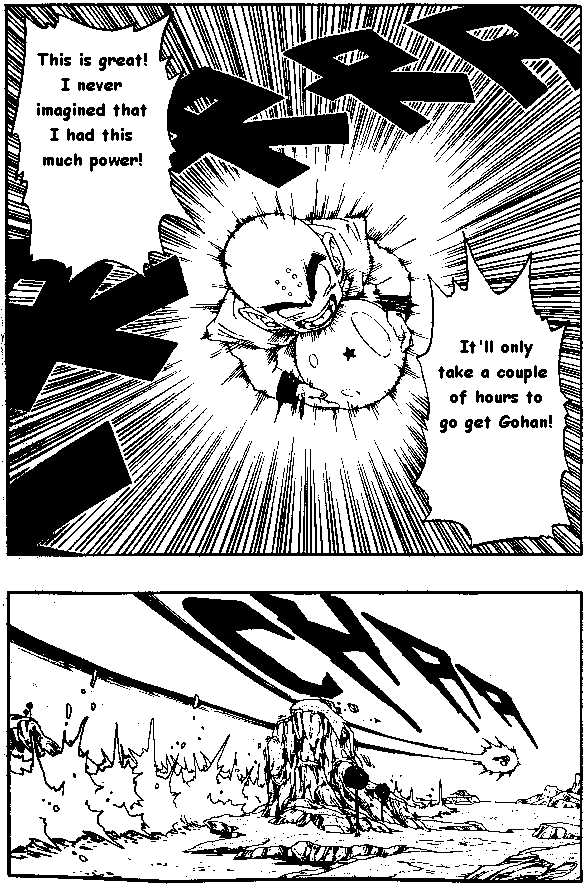 This is great!
I never
imagined that
I had this
much power!
It'll only
take a couple
of hours to
go get Gohan!